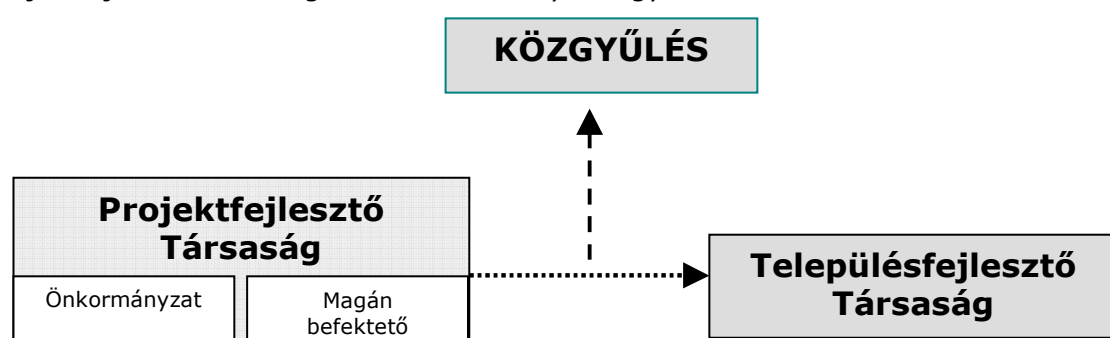 KÖZGYŰLÉS
Projektfejlesztő
Társaság
Önkormányzat
Magán
befektető
Településfejlesztő
Társaság